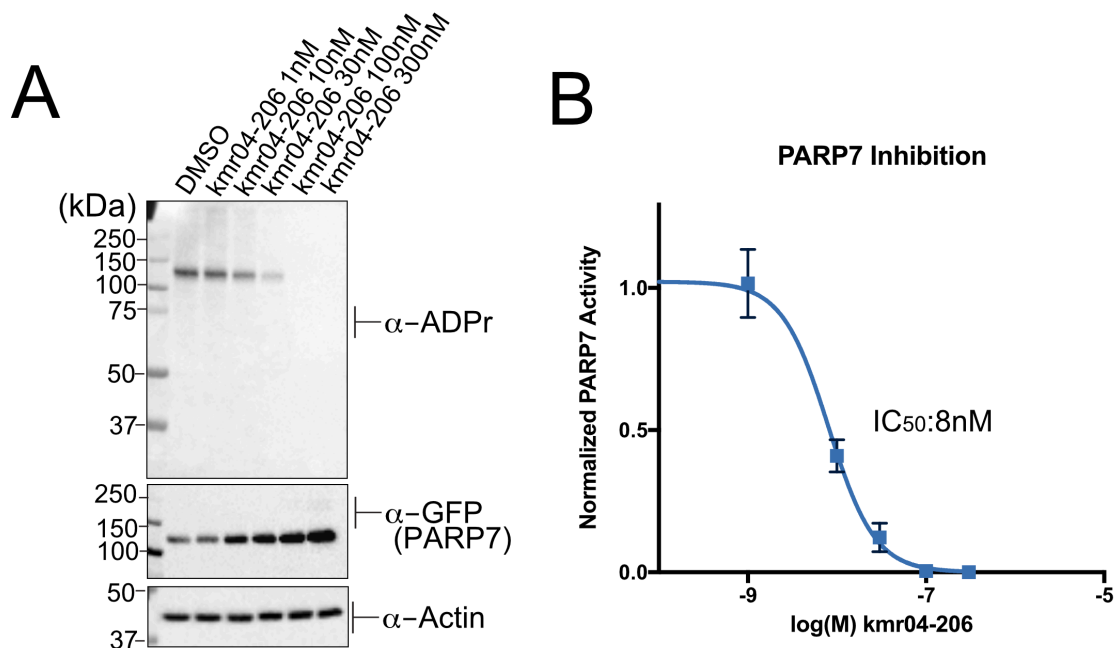 A
DMSO
kmr04-206 1nM
kmr04-206 10nM
kmr04-206 30nM
kmr04-206 100nM
kmr04-206 300nM
(kDa)
250
150
100
75
50
37
α-ADPr
250
150
100
α-GFP
(PARP7)
50
37
α-Actin
B
PARP7 Inhibition
Normalized PARP7 Activity
1.0
0.5
0.0
IC50:8nM
-9
-7
-5
log(M) kmr04-206